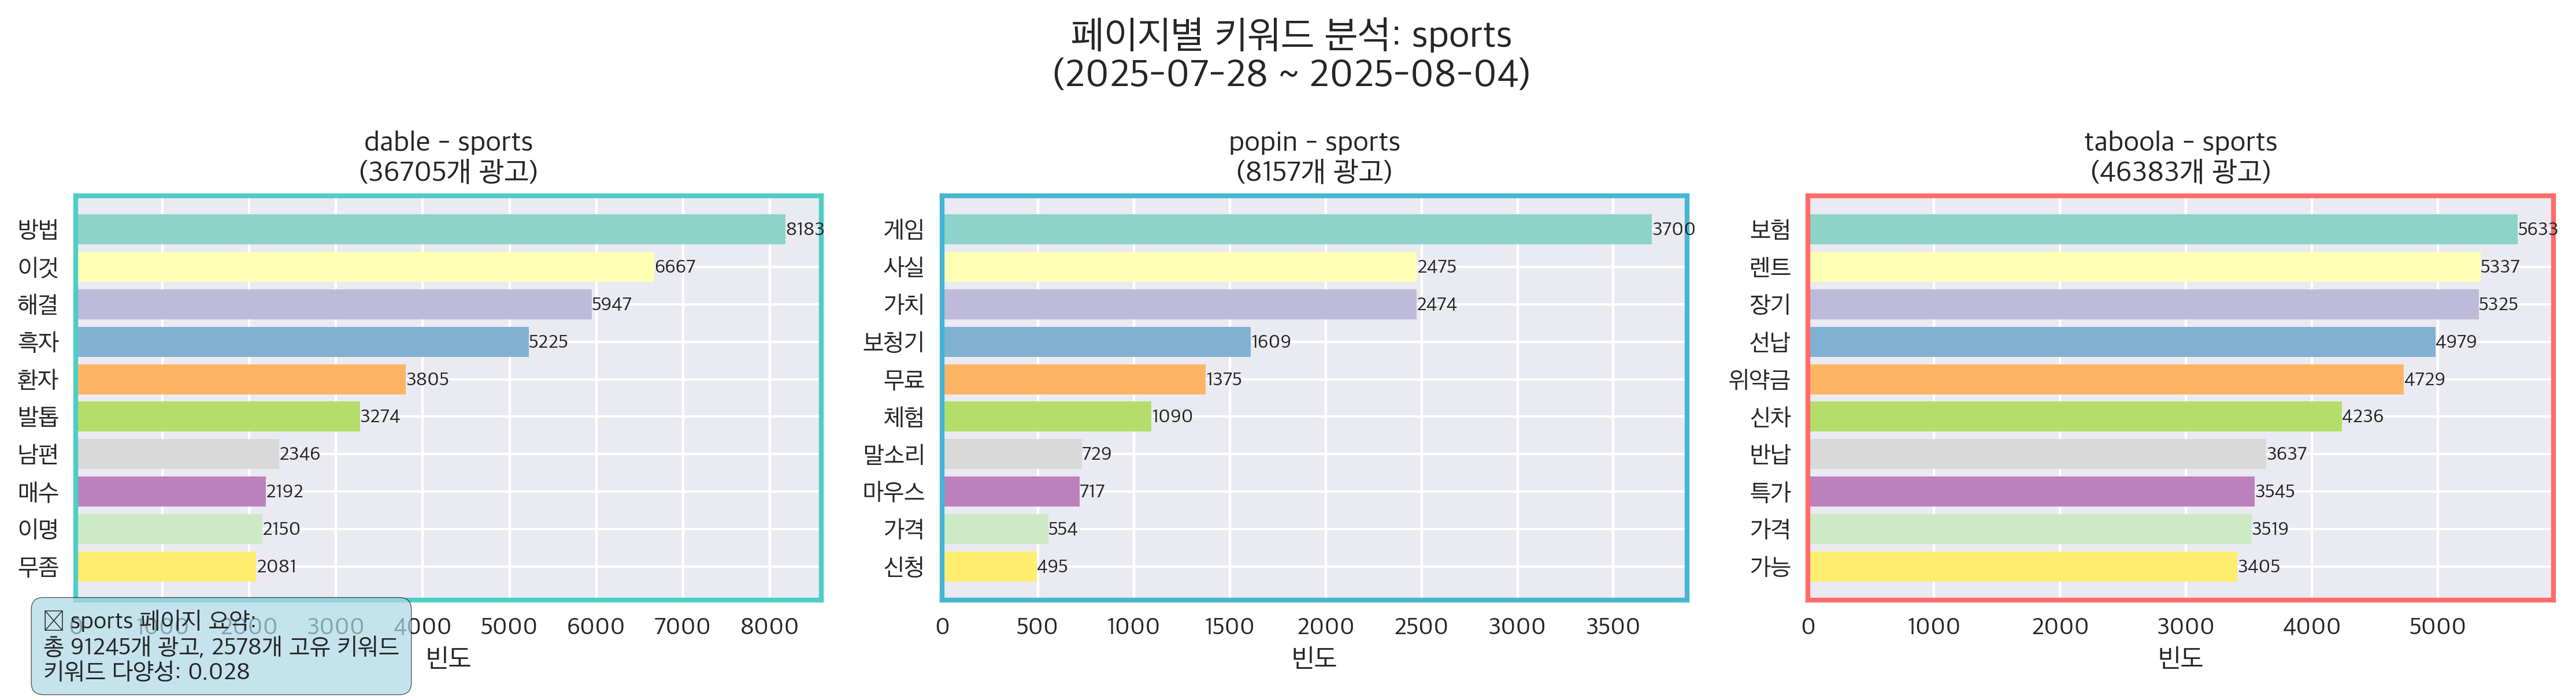 페이지별 키워드 분석: sports
(2025-07-28 ~ 2025-08-04)
dable - sports
(36705개 광고)
방법 8183
이것 6667
해결 5947
흑자 5225
환자 3805
발톱 3274
남편 2346
매수 2192
이명 2150
무좀 2081
0 1000 2000 3000 4000 5000 6000 7000 8000
빈도
popin - sports
(8157개 광고)
게임 3700
사실 2475
가치 2474
보청기 1609
무료 1375
체험 1090
말소리 729
마우스 717
가격 554
신청 495
0 500 1000 1500 2000 2500 3000 3500
빈도
taboola - sports
(46383개 광고)
보험 5633
렌트 5337
장기 5325
선납 4979
위약금 4729
신차 4236
반납 3637
특가 3545
가격 3519
가능 3405
0 1000 2000 3000 4000 5000
빈도
sports 페이지 요약:
총 91245개 광고, 2578개 고유 키워드
키워드 다양성: 0.028